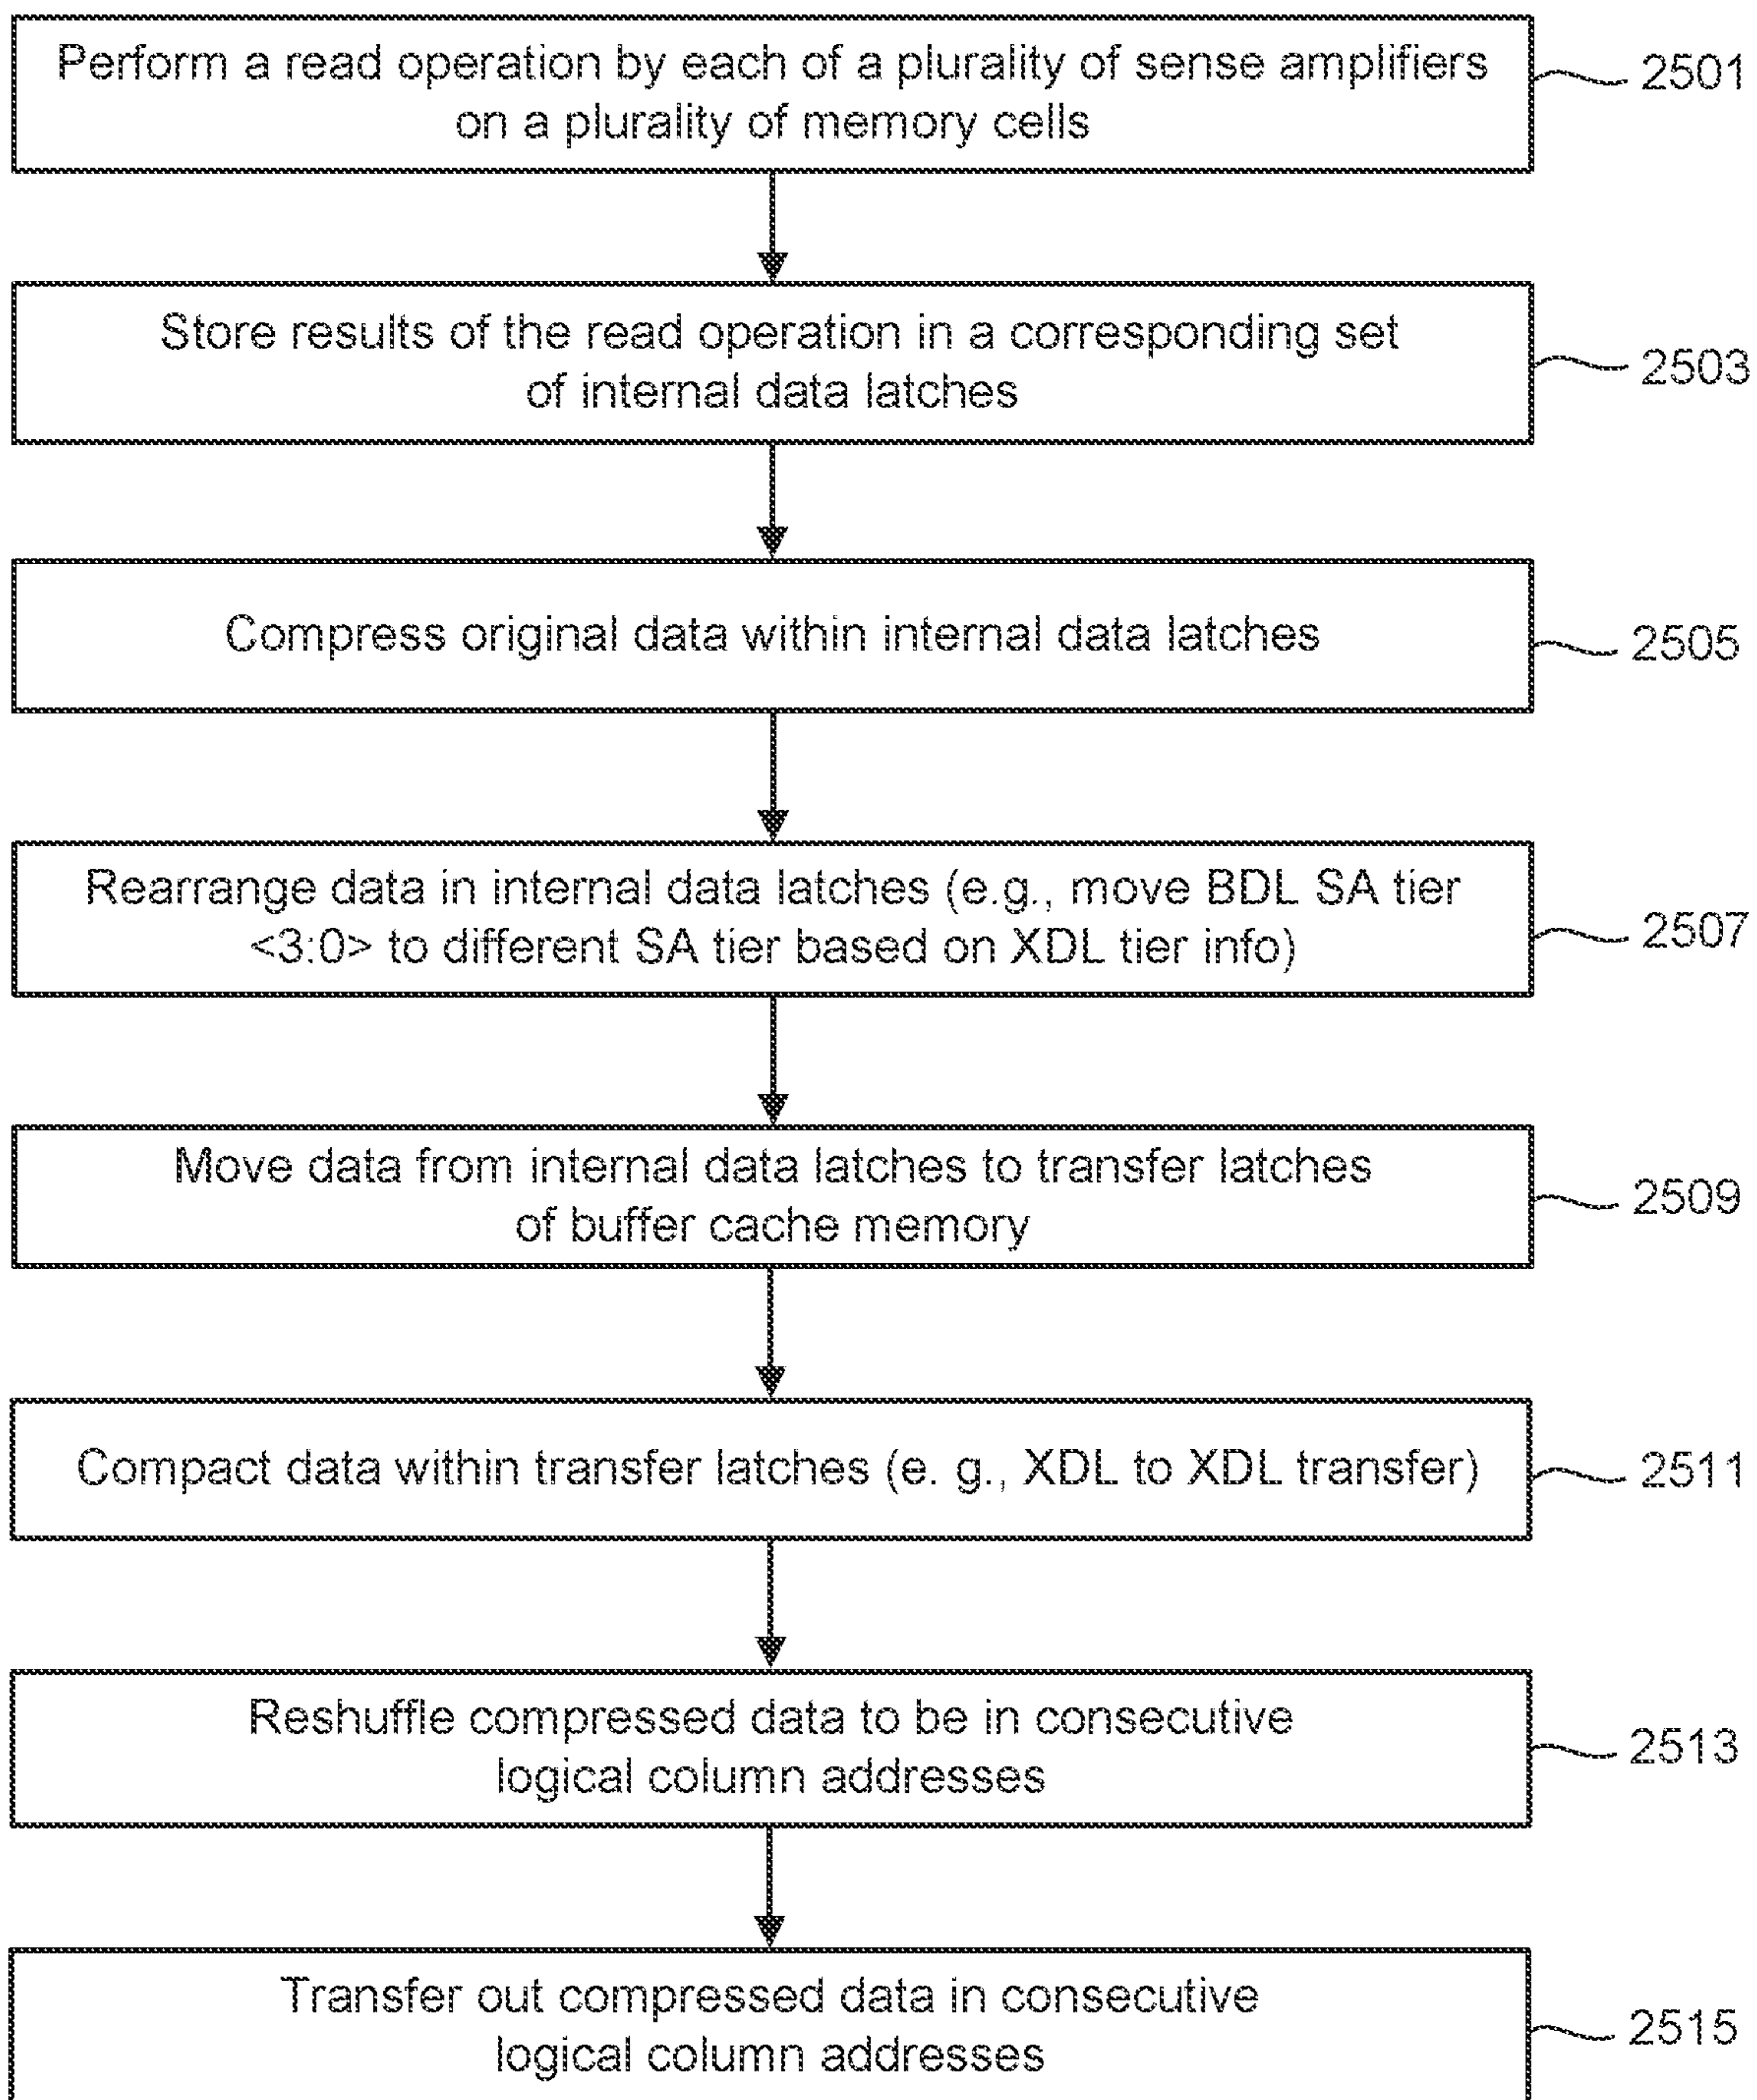 Perform a read operation by each of a plurality of sense amplifiers
on a plurality of memory cells
2501
Store results of the read operation in a corresponding set
of internal data latches
2503
Compress original data within internal data latches
2505
Rearrange data in internal data latches (e.g., move BDL SA tier
<3:0> to different SA tier based on XDL tier info)
2507
Move data from internal data latches to transfer latches
of buffer cache memory
2509
Compact data within transfer latches (e. g., XDL to XDL transfer)
2511
Reshuffle compressed data to be in consecutive
logical column addresses
2513
Transfer out compressed data in consecutive
logical column addresses
2515